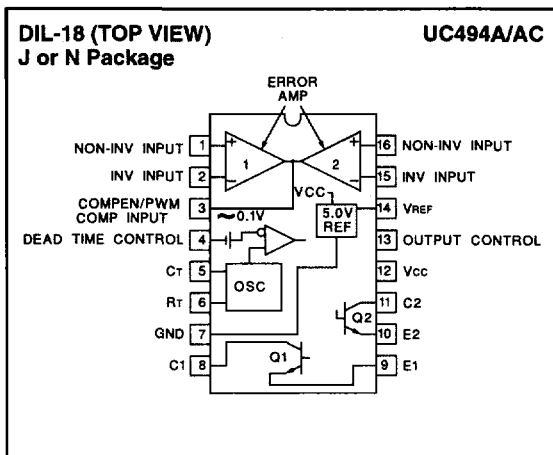 DIL-18 (TOP VIEW) UC494A/AC
J or N Package
ERROR
AMP
NON-INV INPUT 1 + + 16 NON-INV INPUT
1 2
INV INPUT 2 − − 15 INV INPUT
COMPEN/PWM
COMP INPUT 3 ≈0.1V VCC 5.0V REF 14 VREF
DEAD TIME CONTROL 4 13 OUTPUT CONTROL
CT 5 OSC 12 VCC
RT 6 11 C2
Q2
GND 7 10 E2
C1 8 Q1 9 E1